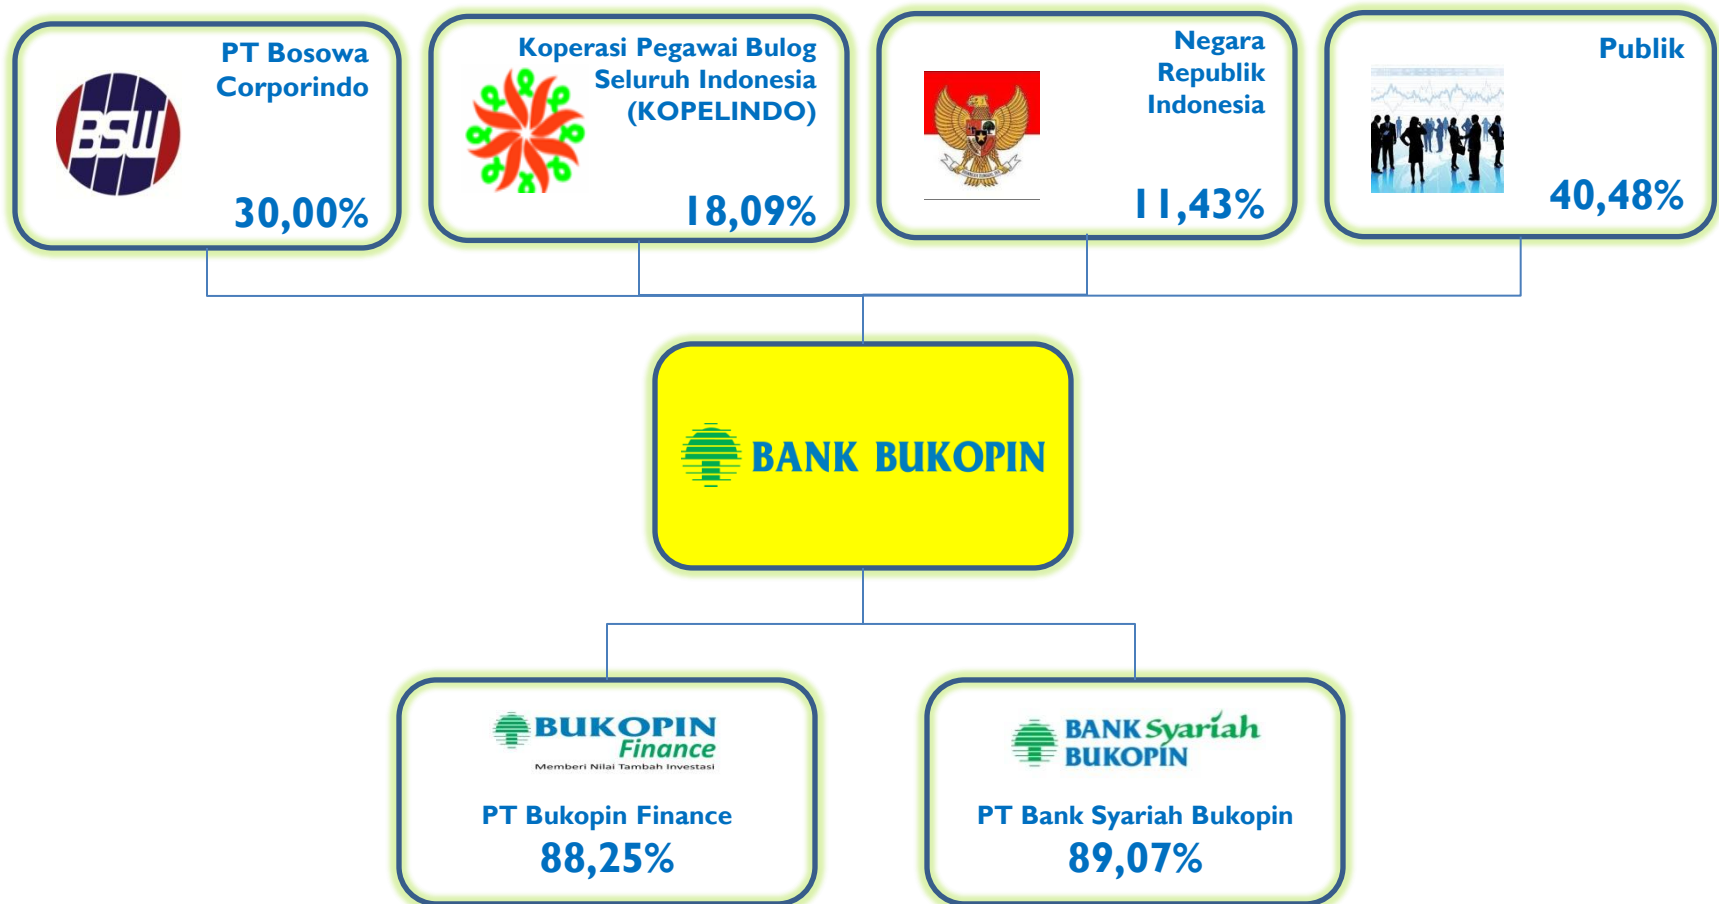 PT Bosowa
Corporindo
BSW
30,00%
Koperasi Pegawai Bulog
Seluruh Indonesia
(KOPELINDO)
18,09%
Negara
Republik
Indonesia
11,43%
Publik
40,48%
BANK BUKOPIN
BUKOPIN
Finance
Memberi Nilai Tambah Investasi
PT Bukopin Finance
88,25%
BANK Syariah
BUKOPIN
PT Bank Syariah Bukopin
89,07%